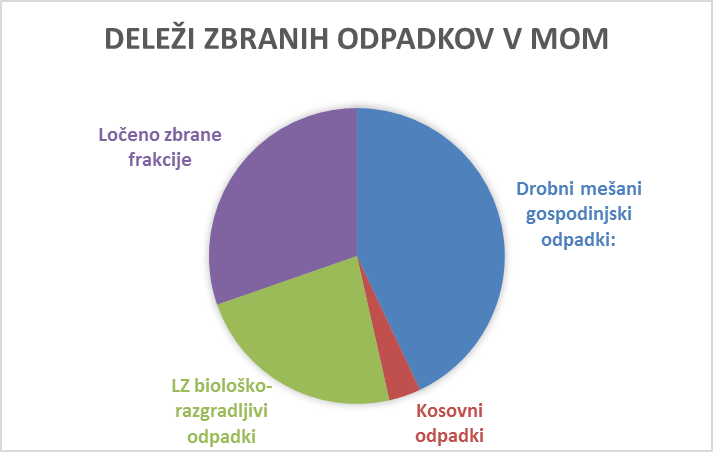 DELEŽI ZBRANIH ODPADKOV V MOM
Ločeno zbrane
frakcije
Drobni mešani
gospodinjski
odpadki:
LZ biološko-
razgradljivi
odpadki
Kosovni
odpadki